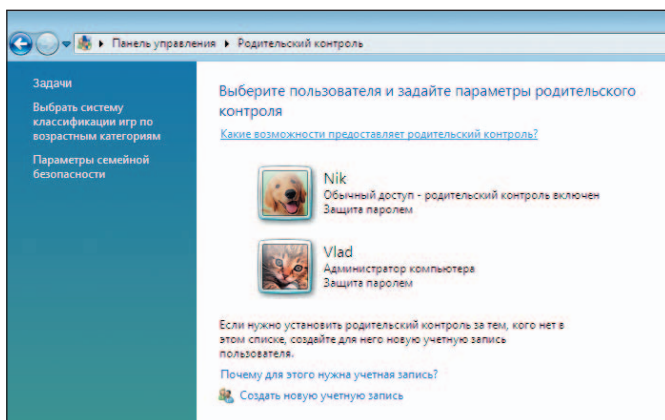 Панель управления ▸ Родительский контроль
Задачи
Выбрать систему
классификации игр по
возрастным категориям
Параметры семейной
безопасности
Выберите пользователя и задайте параметры родительского
контроля
Какие возможности предоставляет родительский контроль?
Nik
Обычный доступ - родительский контроль включен
Защита паролем
Vlad
Администратор компьютера
Защита паролем
Если нужно установить родительский контроль за тем, кого нет в
этом списке, создайте для него новую учетную запись
пользователя.
Почему для этого нужна учетная запись?
Создать новую учетную запись